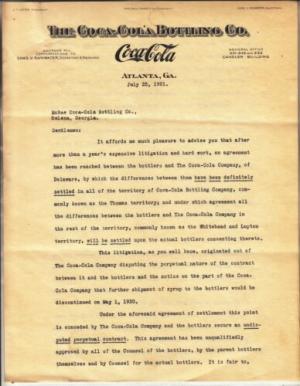 THE COCA-COLA BOTTLING CO.
ADDRESS ALL
COMMUNICATIONS TO
Coca-Cola
GENERAL OFFICE
CANDLER BUILDING
ATLANTA, GA.
July 25, 1921.
Coca-Cola Bottling Co.,
Helena, Georgia.
Gentlemen:
It affords me much pleasure to advise you that after
more than a year's expensive litigation and hard work, an agreement
has been reached between the bottlers and The Coca-Cola Company, of
Delaware, by which the differences between them have been definitely
settled in all of the territory of Coca-Cola Bottling Company, com-
monly known as the Thomas territory; and under which agreement all
the differences between the bottlers and The Coca-Cola Company in
the rest of the territory, commonly known as the Whitehead and Lupton
territory, will be settled upon the actual bottlers consenting thereto.
This litigation, as you well know, originated out of
The Coca-Cola Company disputing the perpetual nature of the contract
between it and the bottlers and the notice on the part of the Coca-
Cola Company that further shipment of syrup to the bottlers would be
discontinued on May 1, 1920.
Under the aforesaid agreement of settlement this point
is conceded by The Coca-Cola Company and the bottlers secure an undis-
puted perpetual contract. This agreement has been unqualifiedly
approved by all of the Counsel of the bottlers, by the parent bottlers
themselves and by Counsel for the actual bottlers. It is fair to,